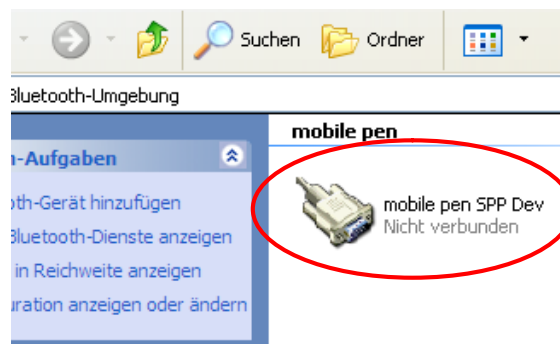 Suchen Ordner
Bluetooth-Umgebung
-Aufgaben
oth-Gerät hinzufügen
Bluetooth-Dienste anzeigen
in Reichweite anzeigen
uration anzeigen oder ändern
mobile pen
mobile pen SPP Dev
Nicht verbunden